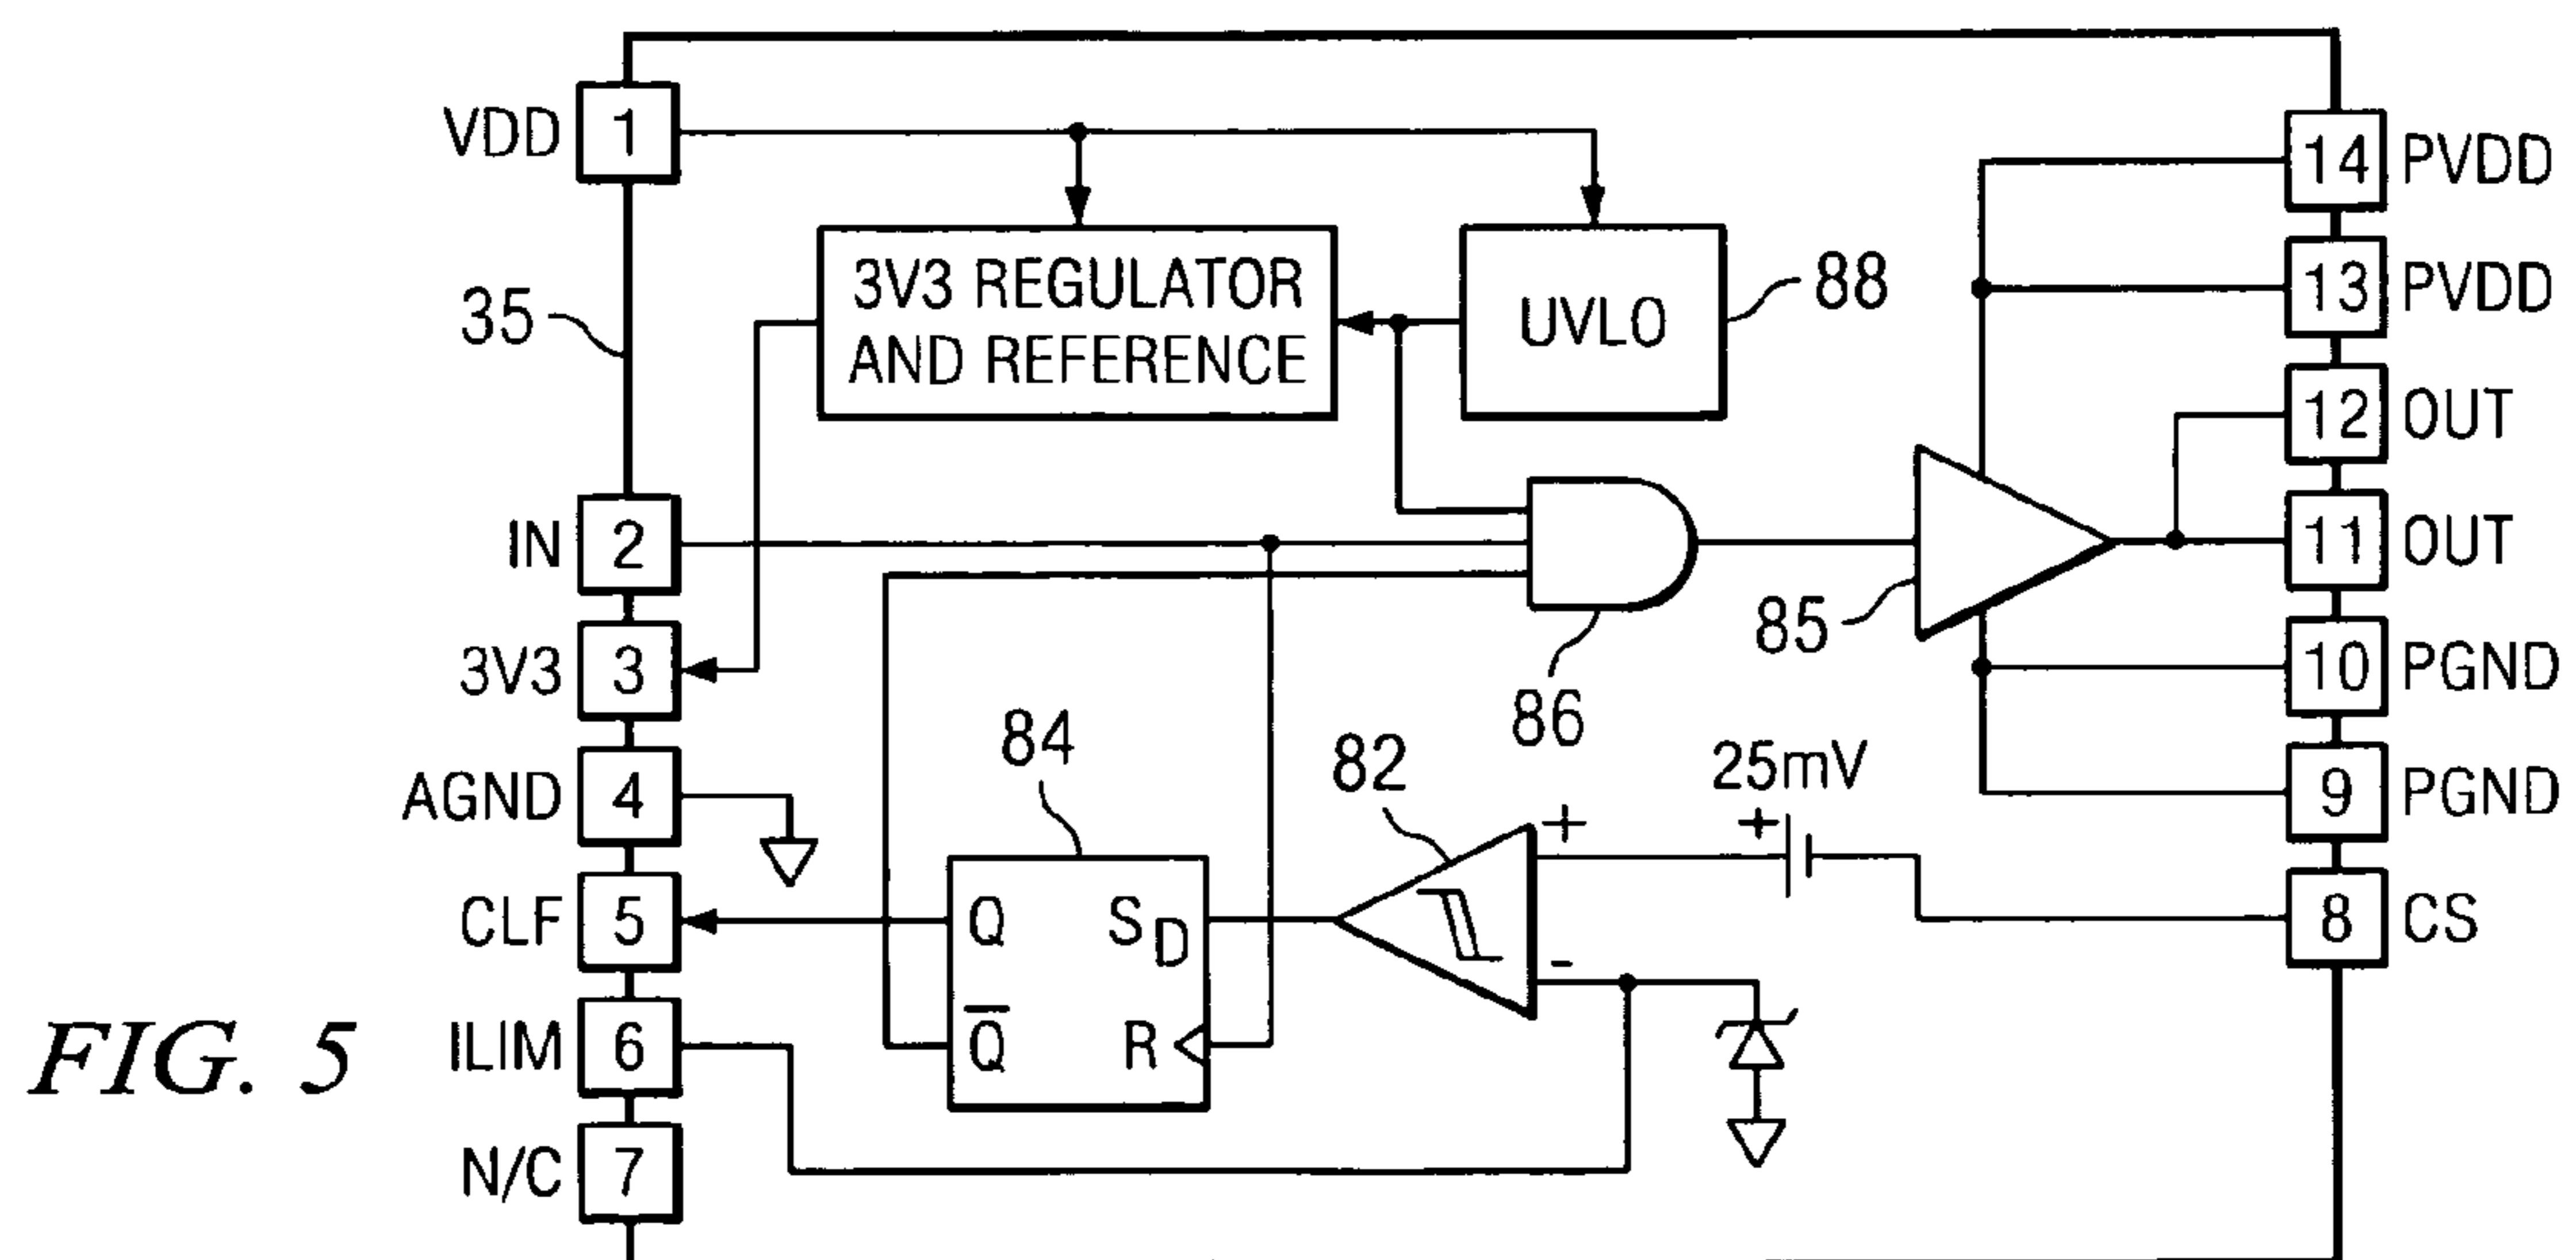 VDD 1
14 PVDD
3V3 REGULATOR
AND REFERENCE
UVLO
88
13 PVDD
35
12 OUT
IN 2
11 OUT
85
86
3V3 3
10 PGND
84
82
25mV
AGND 4
9 PGND
+
+
CLF 5
Q
S D
-
8 CS
FIG. 5
ILIM 6
Q̅
R
N/C 7